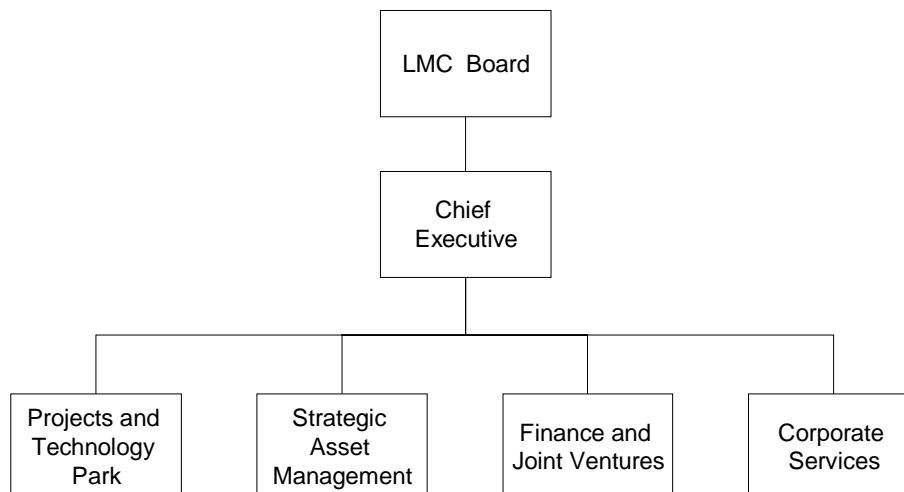 LMC Board
Chief
Executive
Projects and
Technology
Park
Strategic
Asset
Management
Finance and
Joint Ventures
Corporate
Services